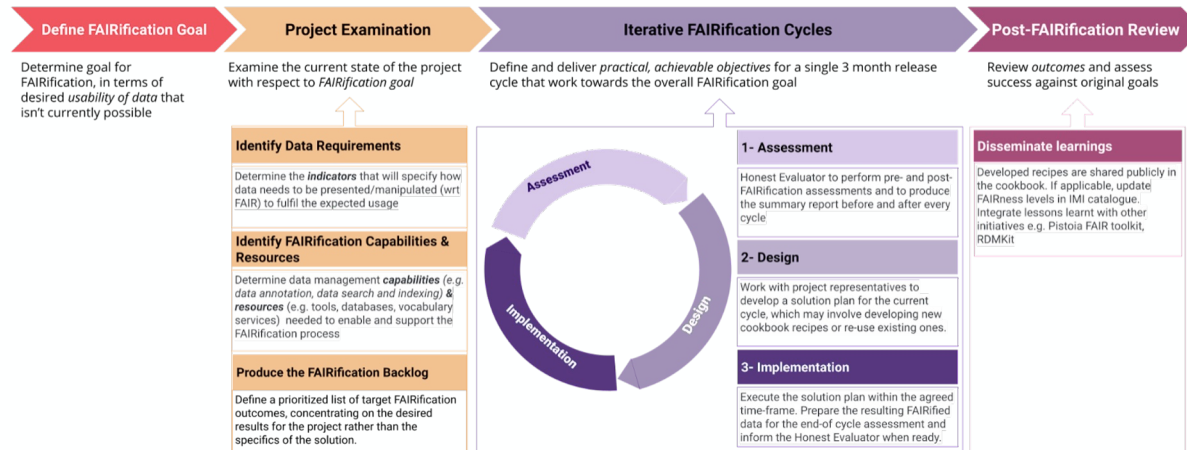 Define FAIRification Goal
Project Examination
Iterative FAIRification Cycles
Post-FAIRification Review
Determine goal for
FAIRification, in terms of
desired usability of data that
isn't currently possible
Examine the current state of the project
with respect to FAIRification goal
Define and deliver practical, achievable objectives for a single 3 month release
cycle that work towards the overall FAIRification goal
Review outcomes and assess
success against original goals
Identify Data Requirements
Determine the indicators that will specify how
data needs to be presented/manipulated (wrt
FAIR) to fulfil the expected usage
Identify FAIRification Capabilities &
Resources
Determine data management capabilities (e.g.
data annotation, data search and indexing) &
resources (e.g. tools, databases, vocabulary
services) needed to enable and support the
FAIRification process
Produce the FAIRification Backlog
Define a prioritized list of target FAIRification
outcomes, concentrating on the desired
results for the project rather than the
specifics of the solution.
Assessment
Design
Implementation
1- Assessment
Honest Evaluator to perform pre- and post-
FAIRification assessments and to produce
the summary report before and after every
cycle
2- Design
Work with project representatives to
develop a solution plan for the current
cycle, which may involve developing new
cookbook recipes or re-use existing ones.
3- Implementation
Execute the solution plan within the agreed
time-frame. Prepare the resulting FAIRified
data for the end-of cycle assessment and
inform the Honest Evaluator when ready.
Disseminate learnings
Developed recipes are shared publicly in
the cookbook. If applicable, update
FAIRness levels in IMI catalogue.
Integrate lessons learnt with other
initiatives e.g. Pistoia FAIR toolkit,
RDMKit